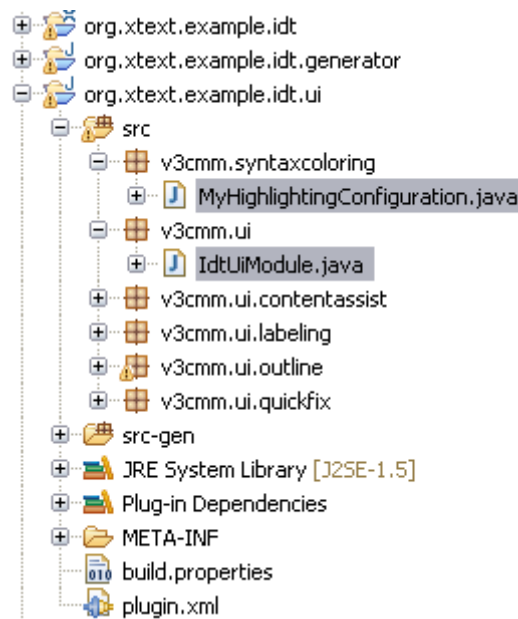 org.xtext.example.idt
org.xtext.example.idt.generator
org.xtext.example.idt.ui
src
v3cmm.syntaxcoloring
MyHighlightingConfiguration.java
v3cmm.ui
IdtUiModule.java
v3cmm.ui.contentassist
v3cmm.ui.labeling
v3cmm.ui.outline
v3cmm.ui.quickfix
src-gen
JRE System Library [J2SE-1.5]
Plug-in Dependencies
META-INF
build.properties
plugin.xml